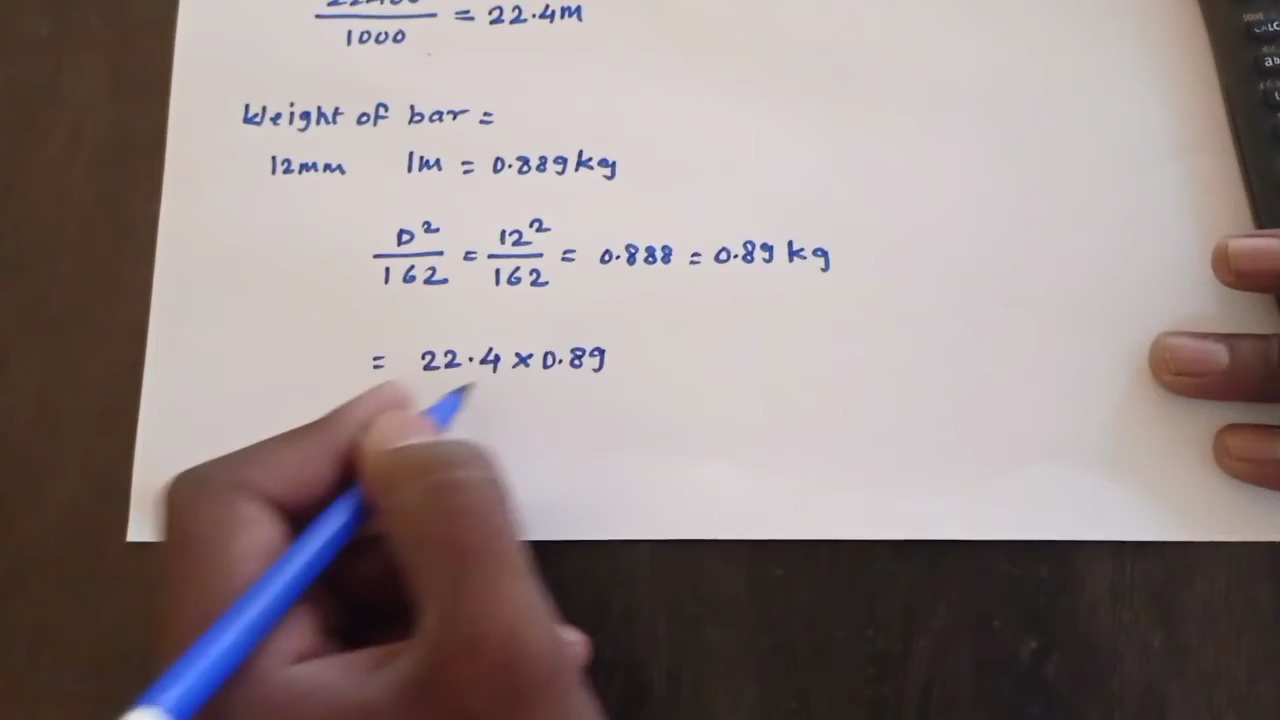 1000 = 22.4m
Weight of bar =
12mm 1m = 0.889kg
D²/162 = 12²/162 = 0.888 = 0.89 kg
= 22.4 × 0.89
CALC